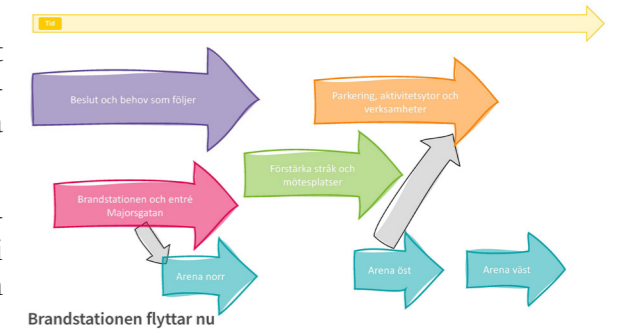 Tid
Beslut och behov som följer
Parkering, aktivitetsytor och
verksamheter
Förstärka stråk och
mötesplatser
Brandstationen och entré
Majorsgatan
Arena norr
Arena öst
Arena väst
Brandstationen flyttar nu